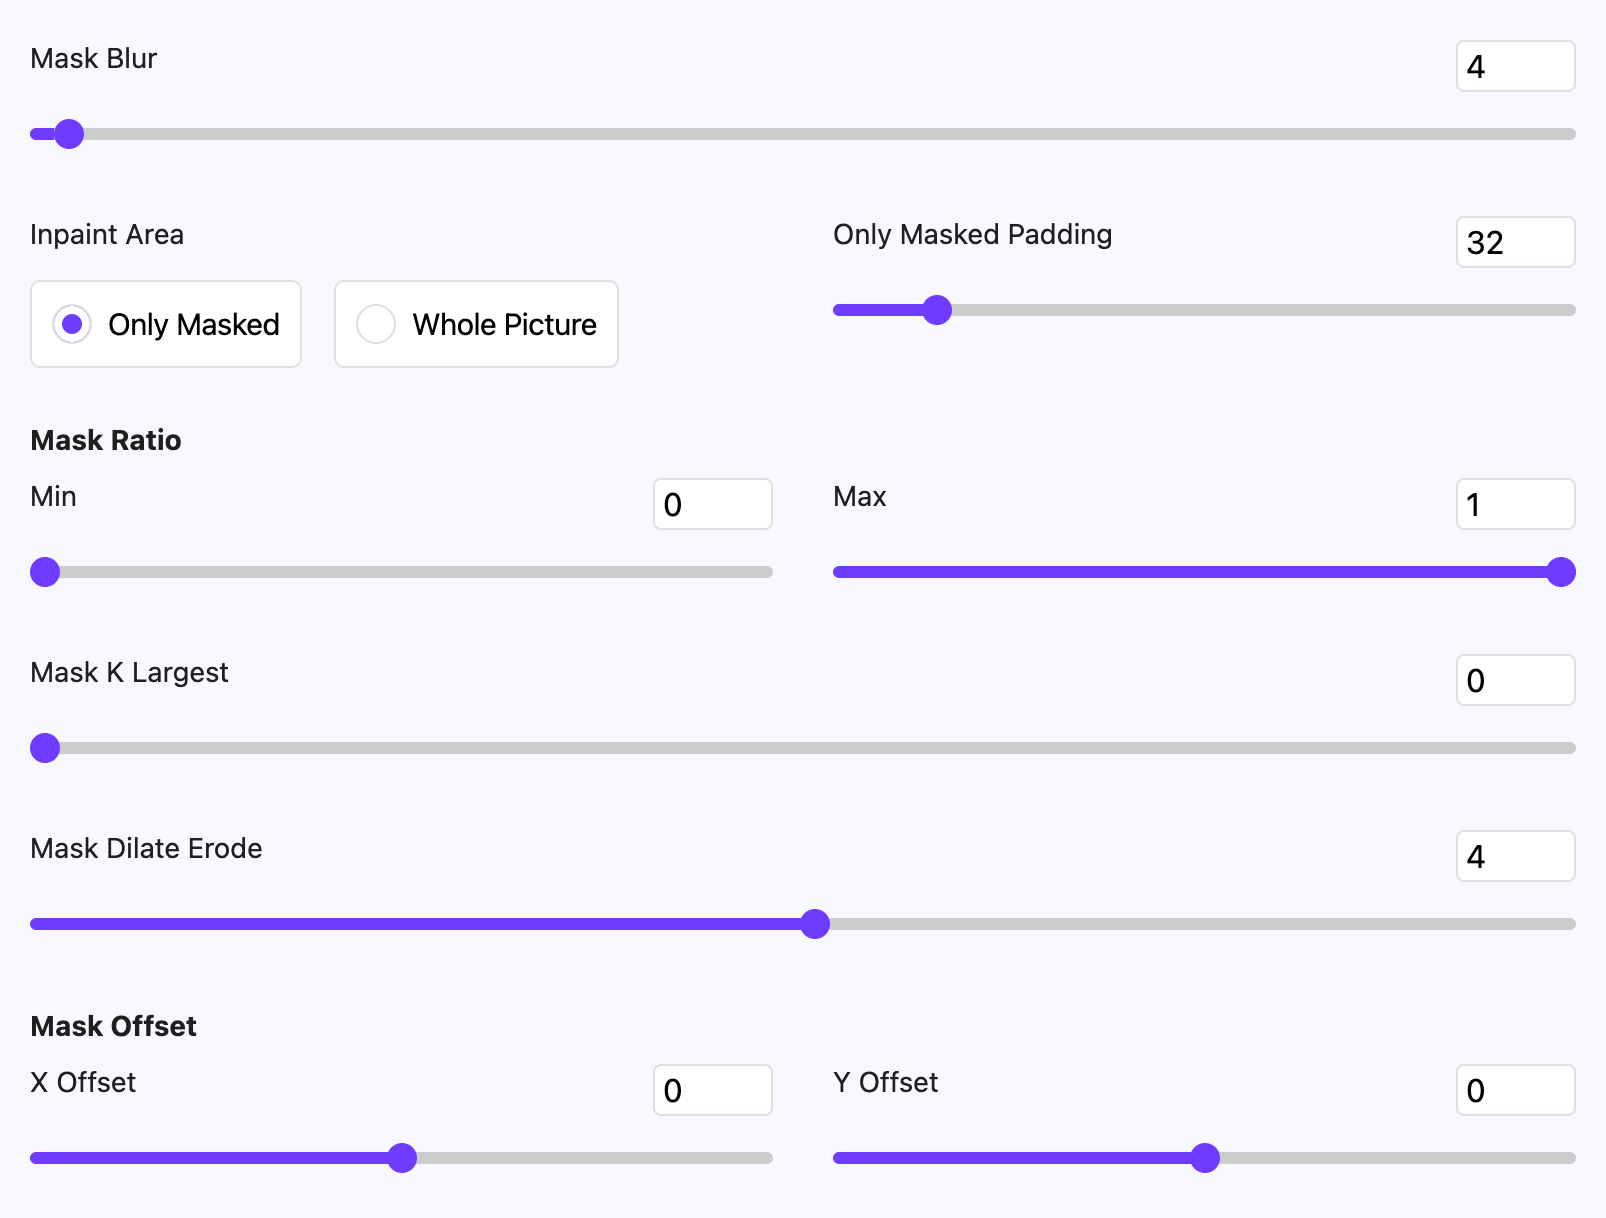 Mask Blur
4
Inpaint Area
Only Masked
Whole Picture
Only Masked Padding
32
Mask Ratio
Min
0
Max
1
Mask K Largest
0
Mask Dilate Erode
4
Mask Offset
X Offset
0
Y Offset
0